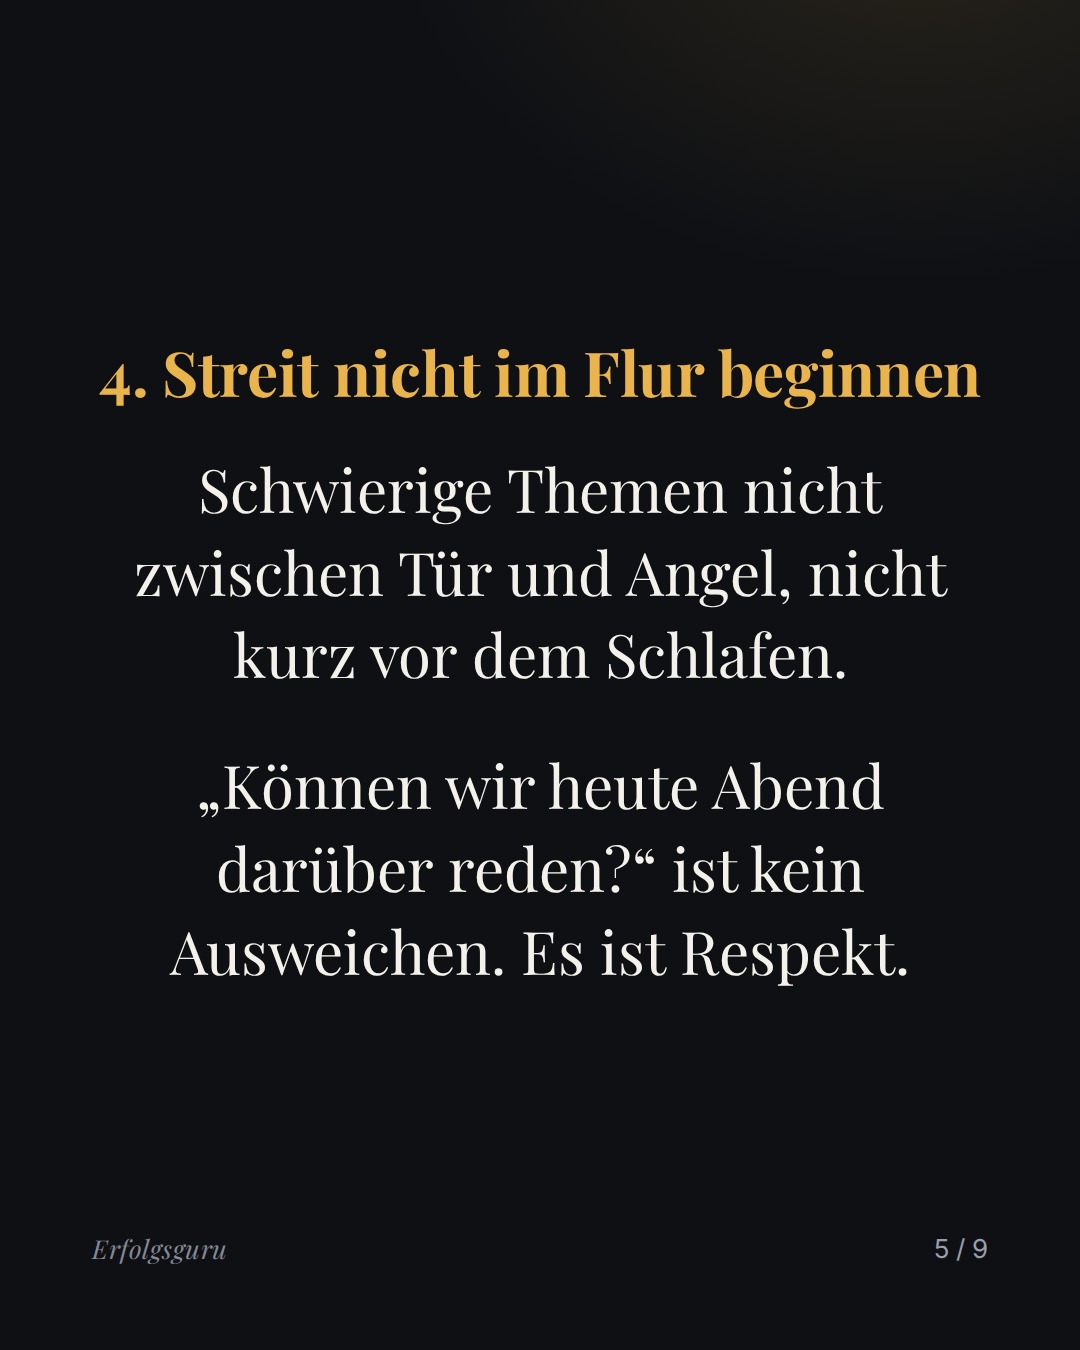 4. Streit nicht im Flur beginnen
Schwierige Themen nicht
zwischen Tür und Angel, nicht
kurz vor dem Schlafen.
„Können wir heute Abend
darüber reden?“ ist kein
Ausweichen. Es ist Respekt.
Erfolgsguru
5 / 9